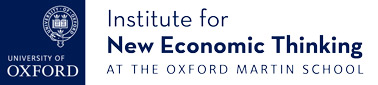 UNIVERSITY OF
OXFORD
Institute for
New Economic Thinking
AT THE OXFORD MARTIN SCHOOL